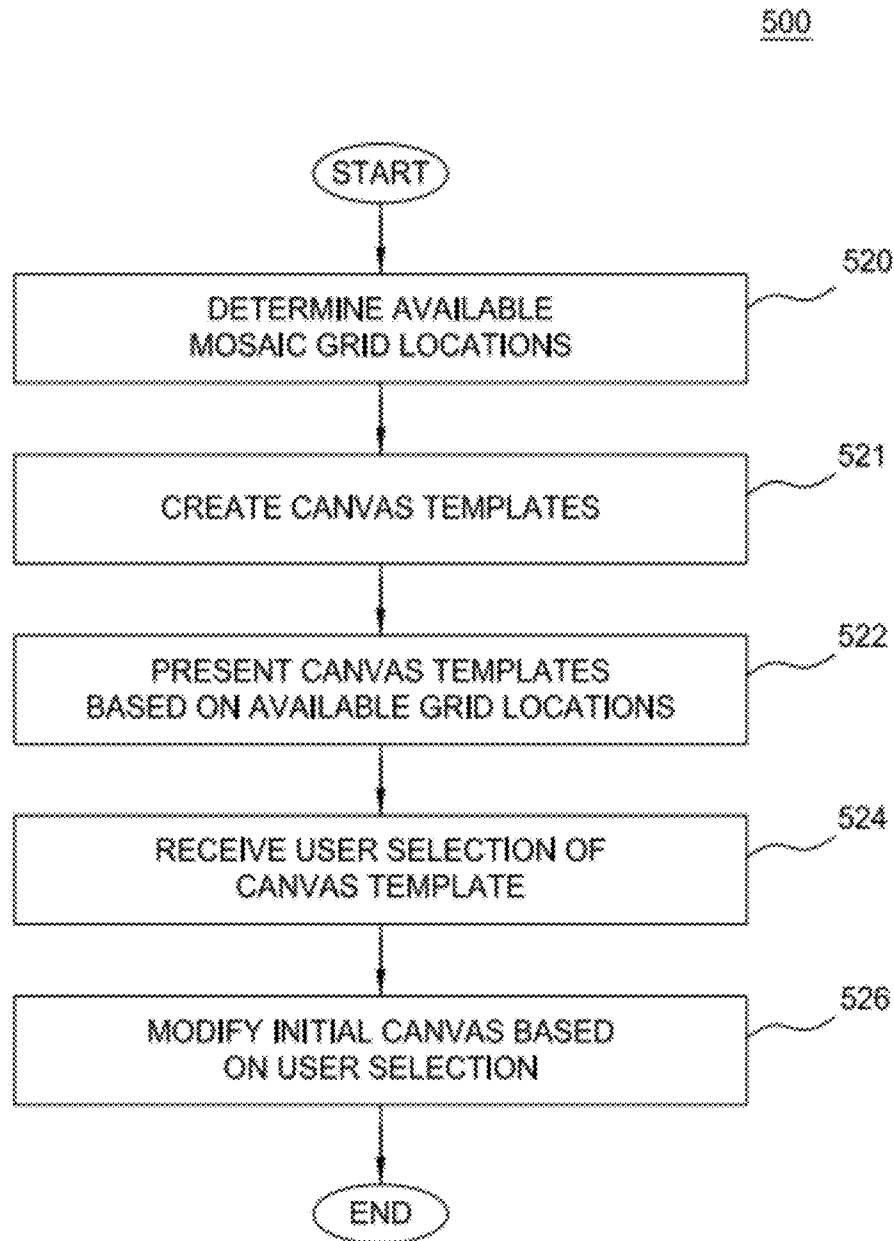 500
START
520
DETERMINE AVAILABLE
MOSAIC GRID LOCATIONS
521
CREATE CANVAS TEMPLATES
522
PRESENT CANVAS TEMPLATES
BASED ON AVAILABLE GRID LOCATIONS
524
RECEIVE USER SELECTION OF
CANVAS TEMPLATE
526
MODIFY INITIAL CANVAS BASED
ON USER SELECTION
END